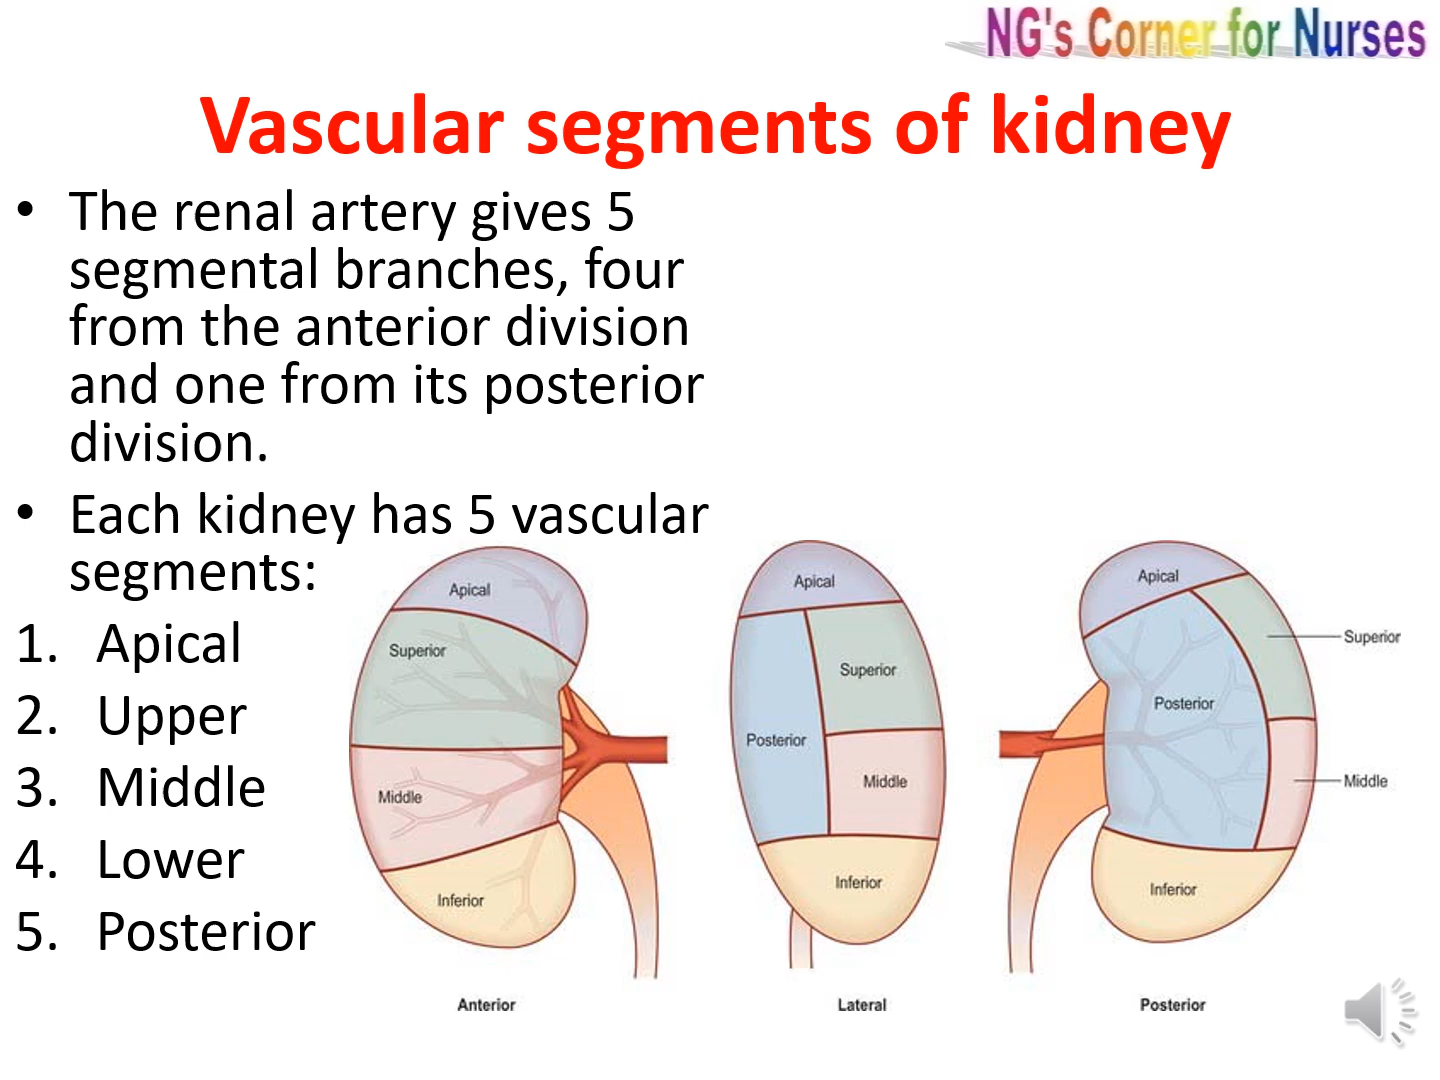 NG's Corner for Nurses
Vascular segments of kidney
• The renal artery gives 5
segmental branches, four
from the anterior division
and one from its posterior
division.
• Each kidney has 5 vascular
segments:
1. Apical
2. Upper
3. Middle
4. Lower
5. Posterior
Apical
Superior
Middle
Inferior
Anterior
Apical
Superior
Posterior
Middle
Inferior
Lateral
Apical
Superior
Posterior
Middle
Inferior
Posterior